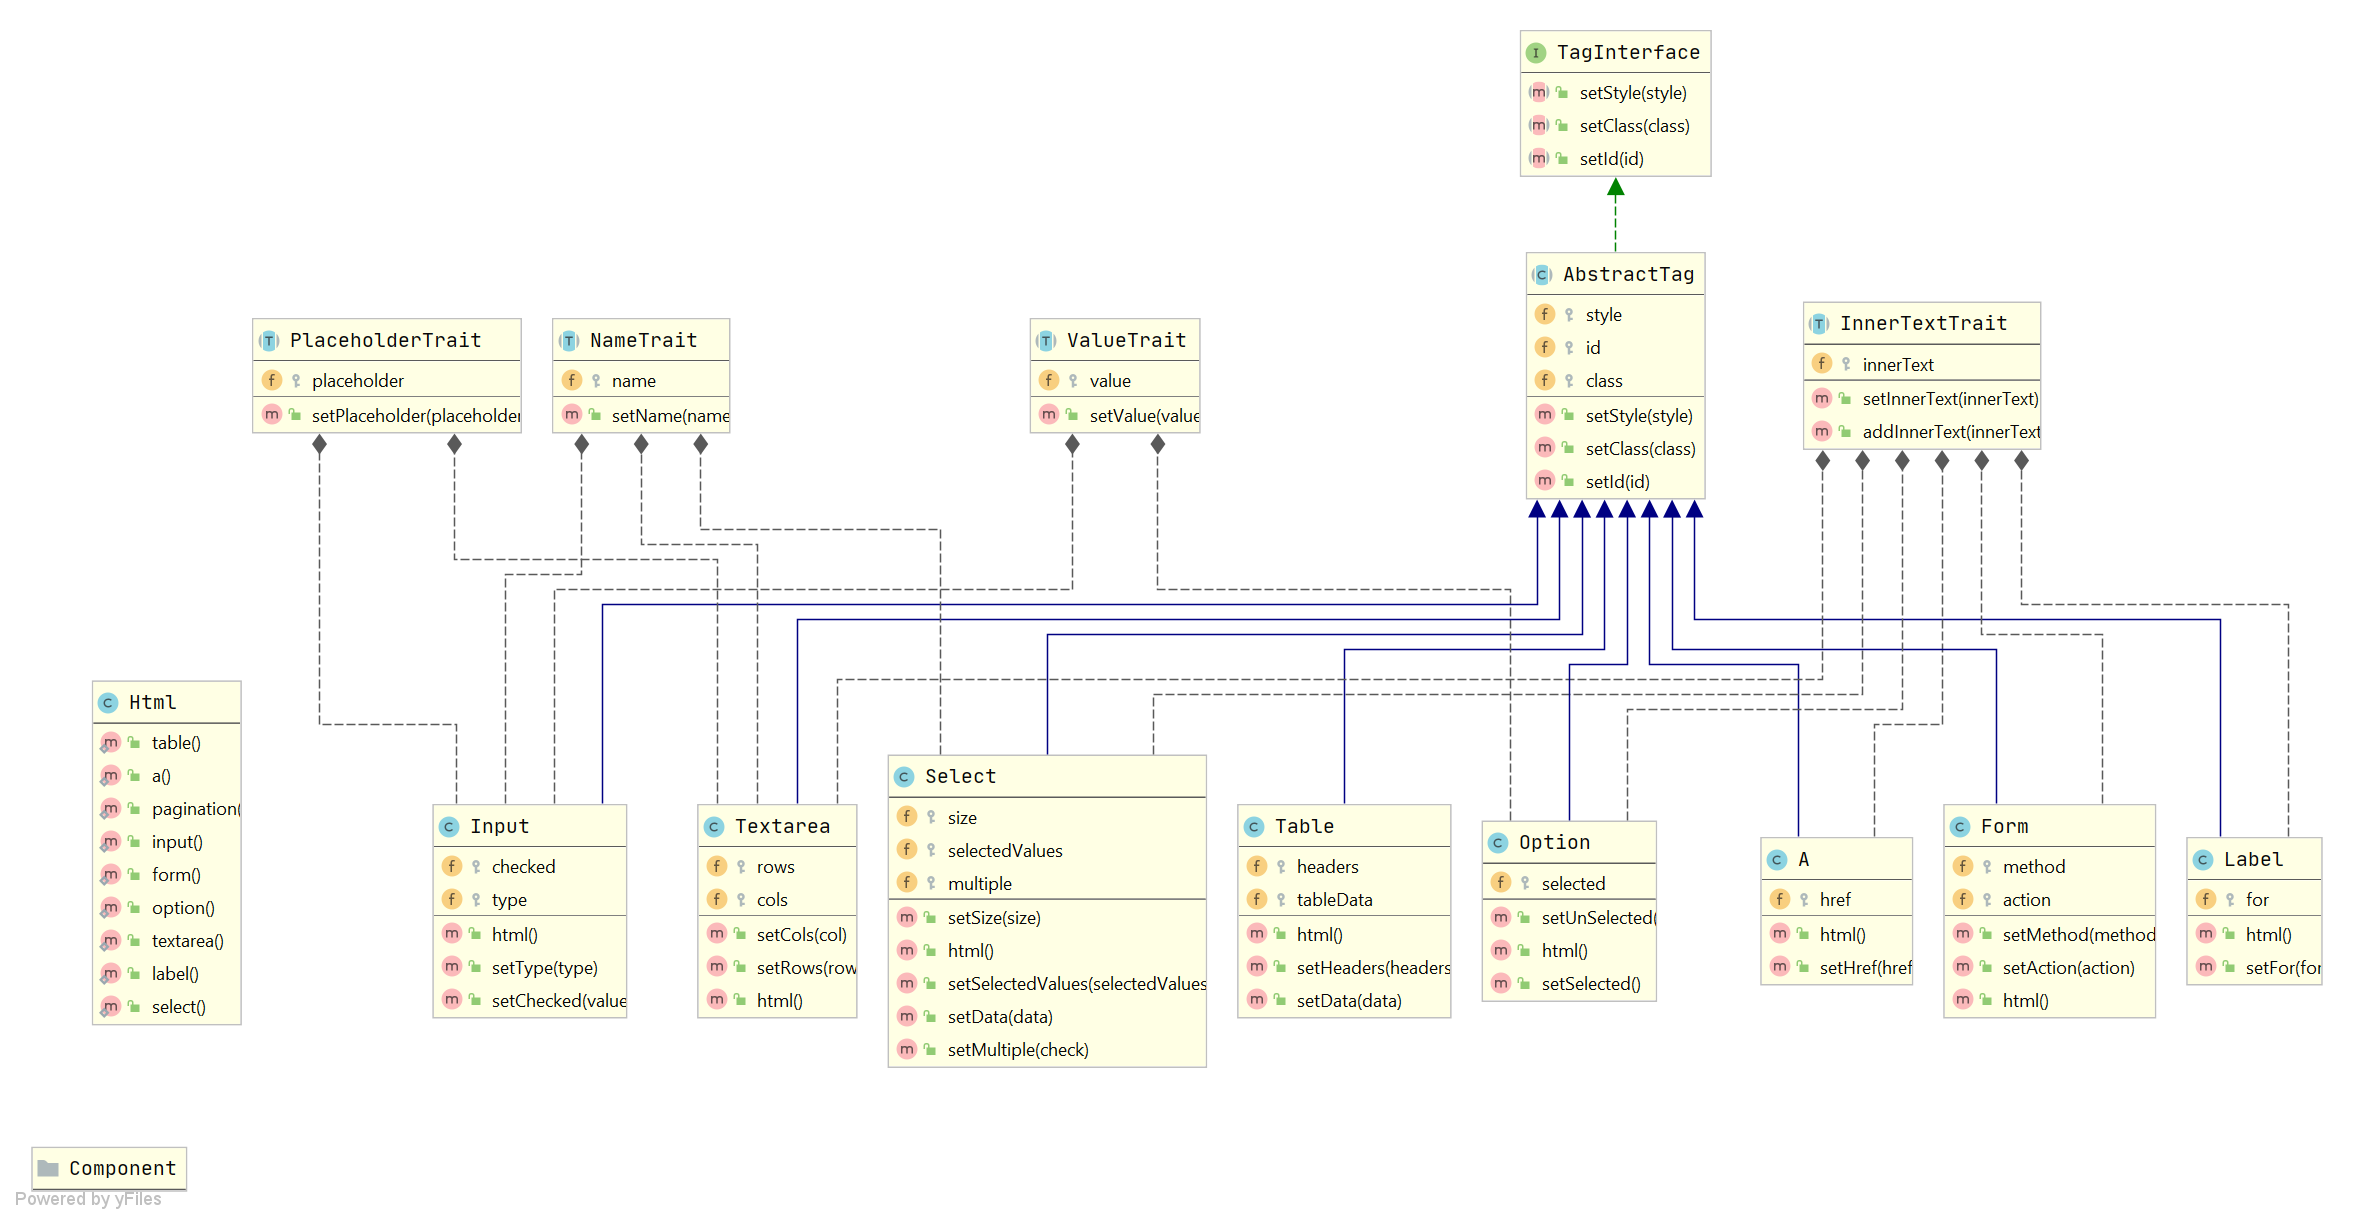 TagInterface
setStyle(style)
setClass(class)
setId(id)
AbstractTag
style
id
class
setStyle(style)
setClass(class)
setId(id)
PlaceholderTrait
placeholder
setPlaceholder(placeholder
NameTrait
name
setName(name
ValueTrait
value
setValue(value
InnerTextTrait
innerText
setInnerText(innerText)
addInnerText(innerText
Html
table()
a()
pagination(
input()
form()
option()
textarea()
label()
select()
Input
checked
type
html()
setType(type)
setChecked(value
Textarea
rows
cols
setCols(col)
setRows(row
html()
Select
size
selectedValues
multiple
setSize(size)
html()
setSelectedValues(selectedValues
setData(data)
setMultiple(check)
Table
headers
tableData
html()
setHeaders(headers
setData(data)
Option
selected
setUnSelected(
html()
setSelected()
A
href
html()
setHref(href
Form
method
action
setMethod(method
setAction(action)
html()
Label
for
html()
setFor(for
Component
Powered by yFiles